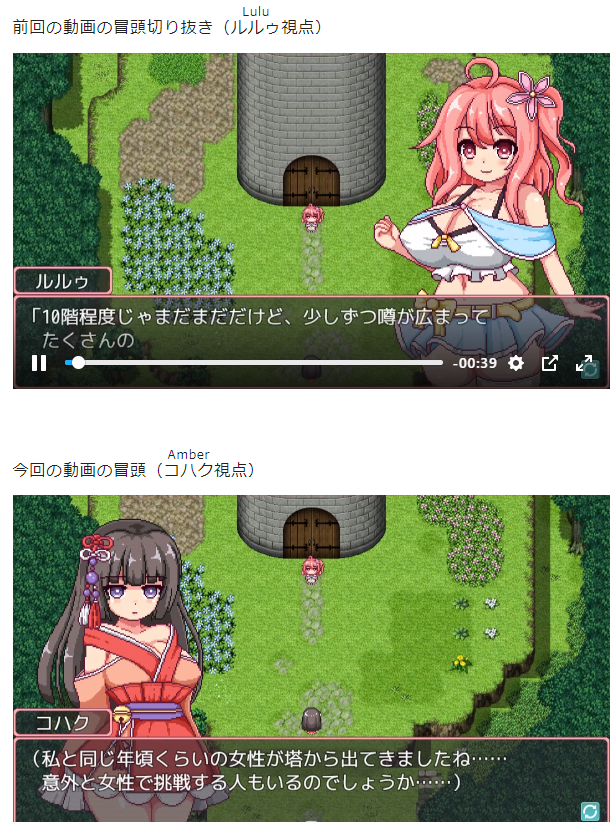 Lulu
前回の動画の冒頭切り抜き（ルルゥ視点）
ルルゥ
「10階程度じゃまだまだだけど、少しずつ噂が広まって
たくさんの
-00:39
Amber
今回の動画の冒頭（コハク視点）
コハク
（私と同じ年頃くらいの女性が塔から出てきましたね……
意外と女性で挑戦する人もいるのでしょうか……）